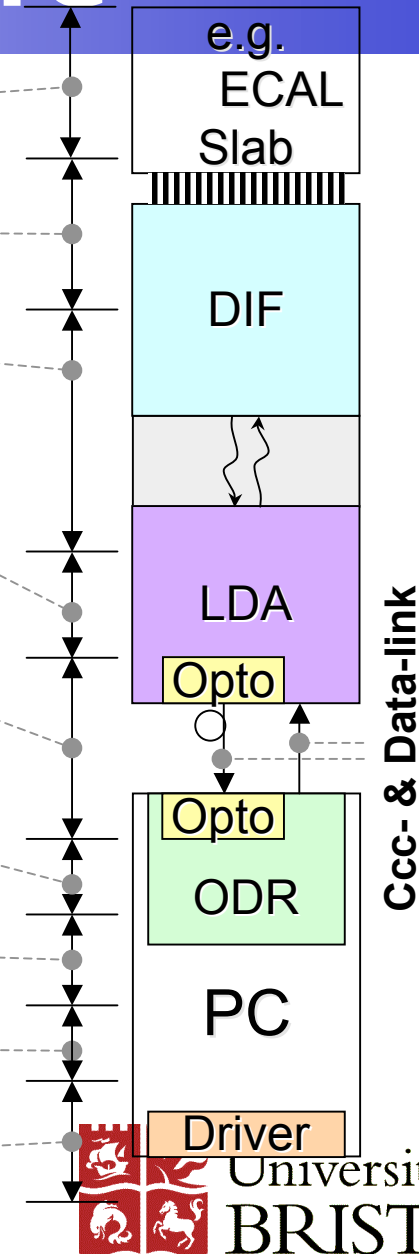 e.g.
ECAL
Slab
DIF
LDA
Opto
Ccc- & Data-link
Opto
ODR
PC
Driver